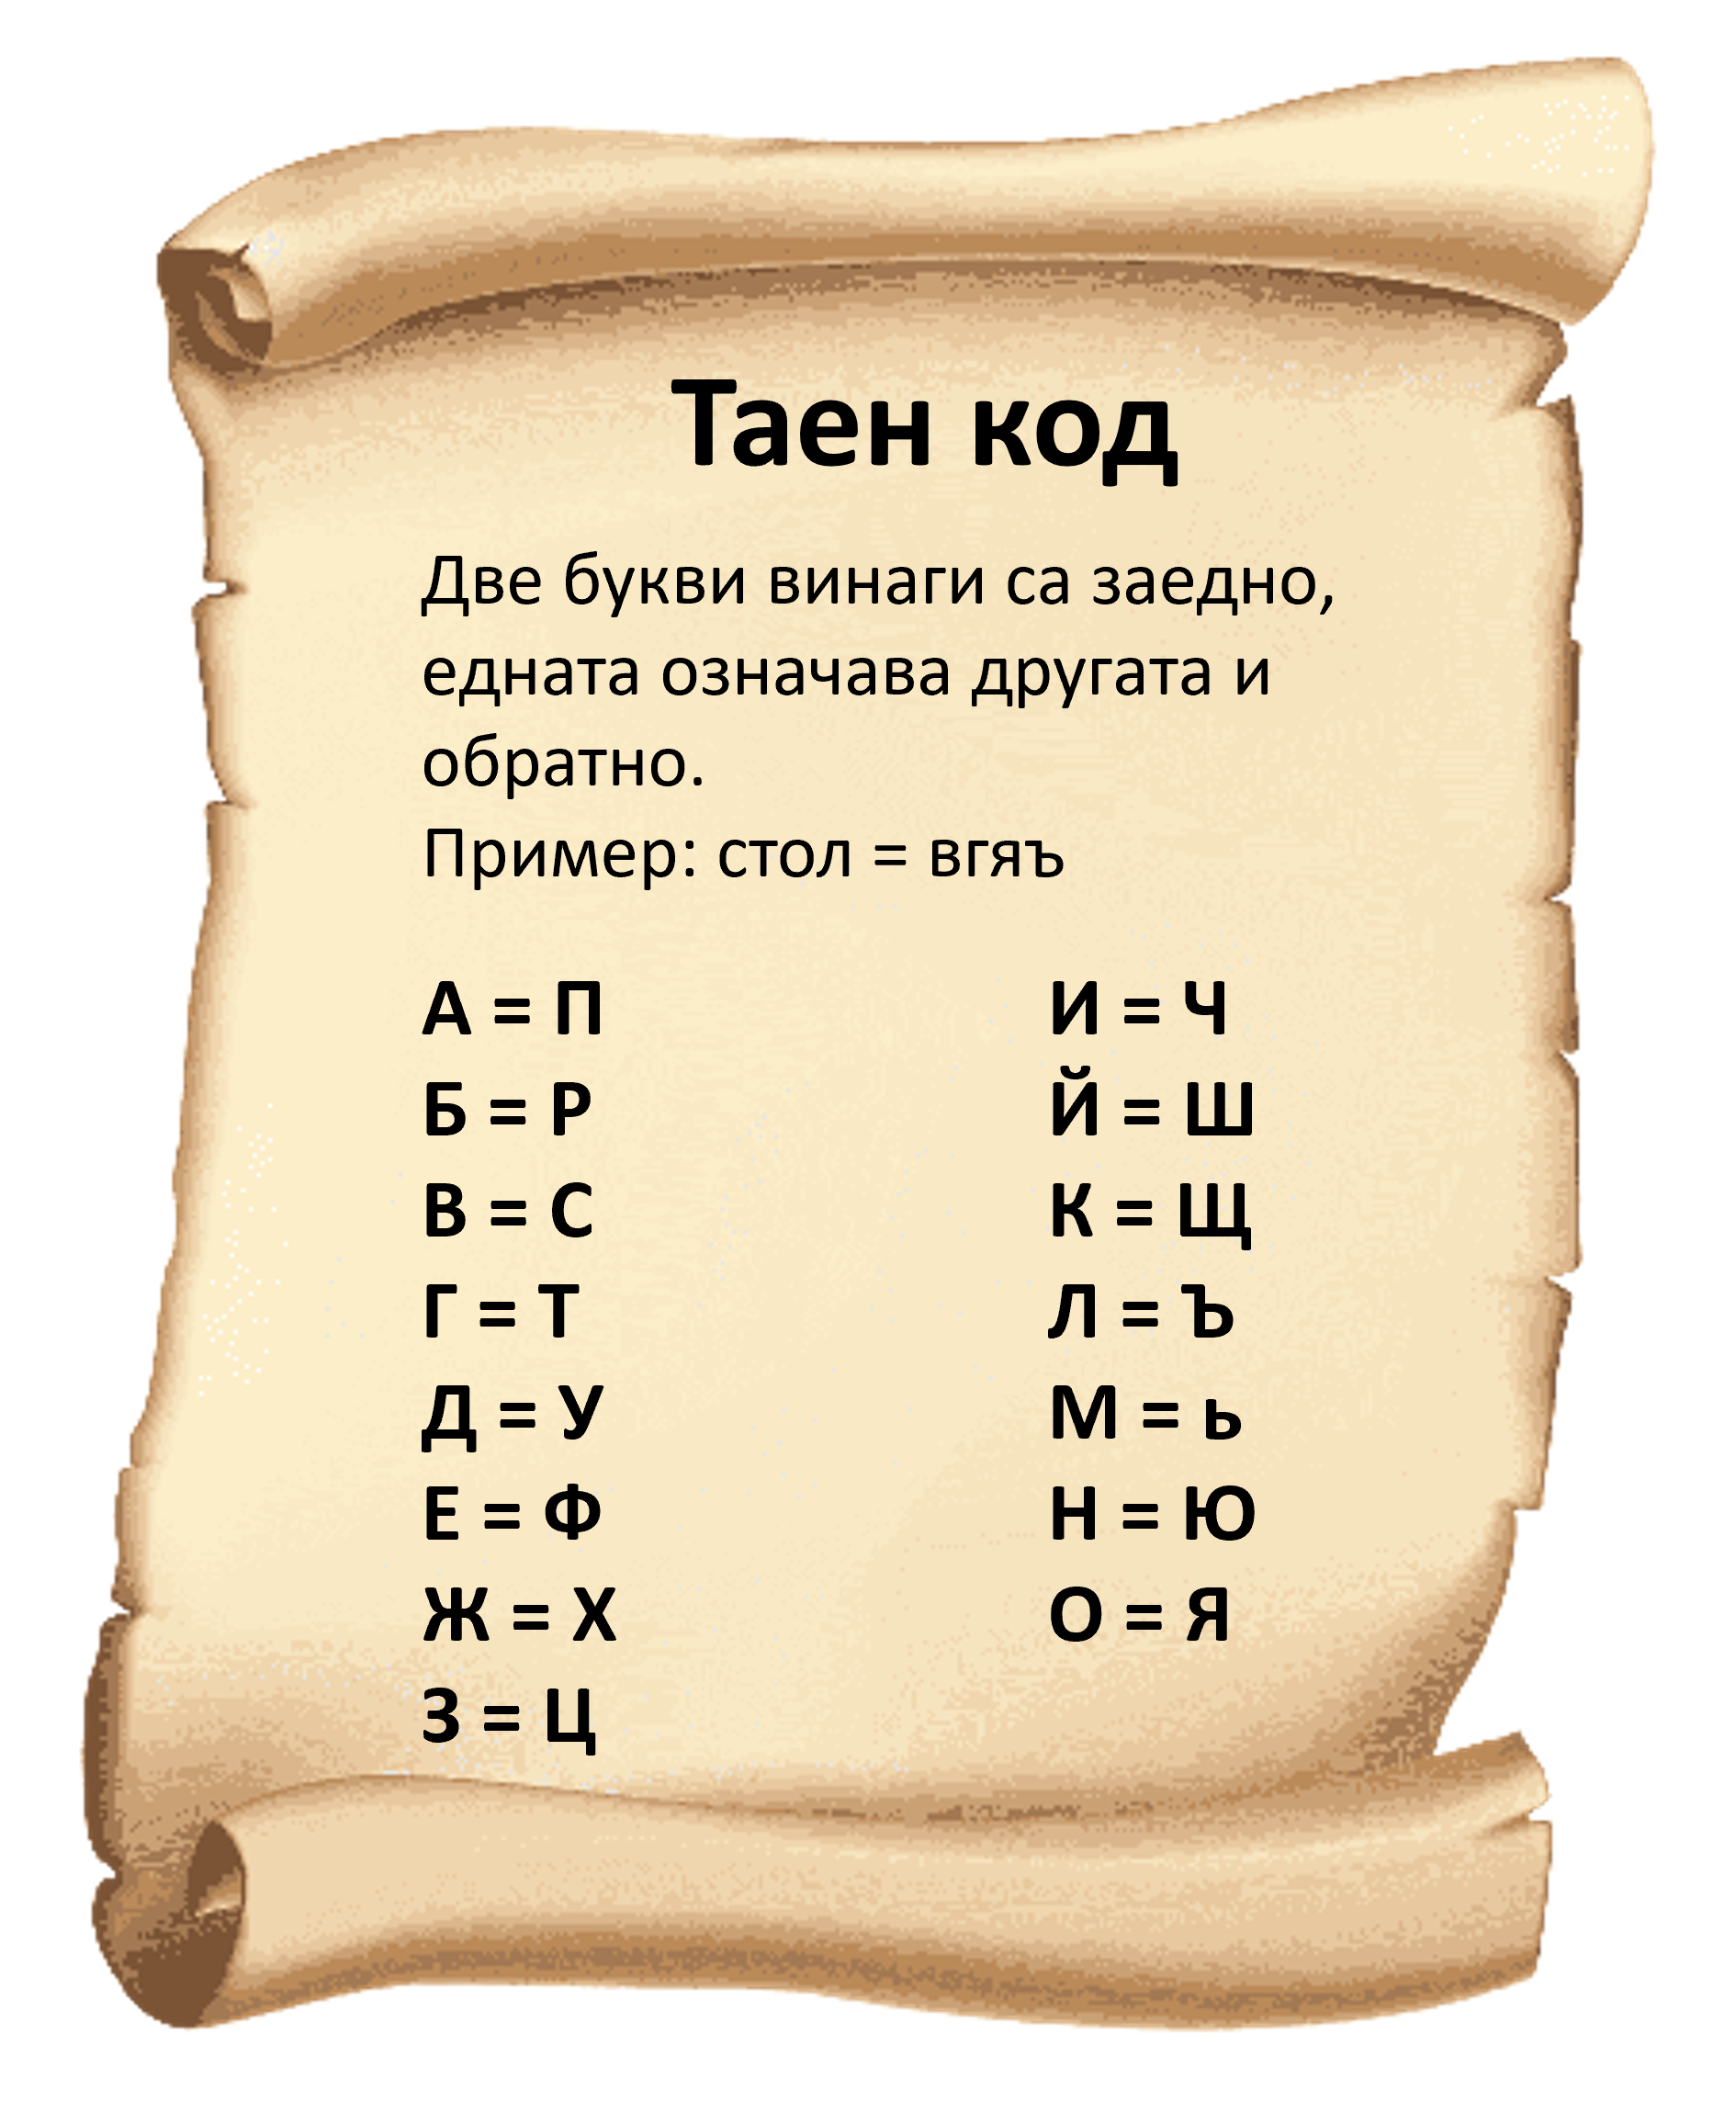 Таен код
Две букви винаги са заедно,
едната означава другата и
обратно.
Пример: стол = вгяъ
А = П
Б = Р
В = С
Г = Т
Д = У
Е = Ф
Ж = Х
З = Ц
И = Ч
Й = Ш
К = Щ
Л = Ъ
М = ь
Н = Ю
О = Я